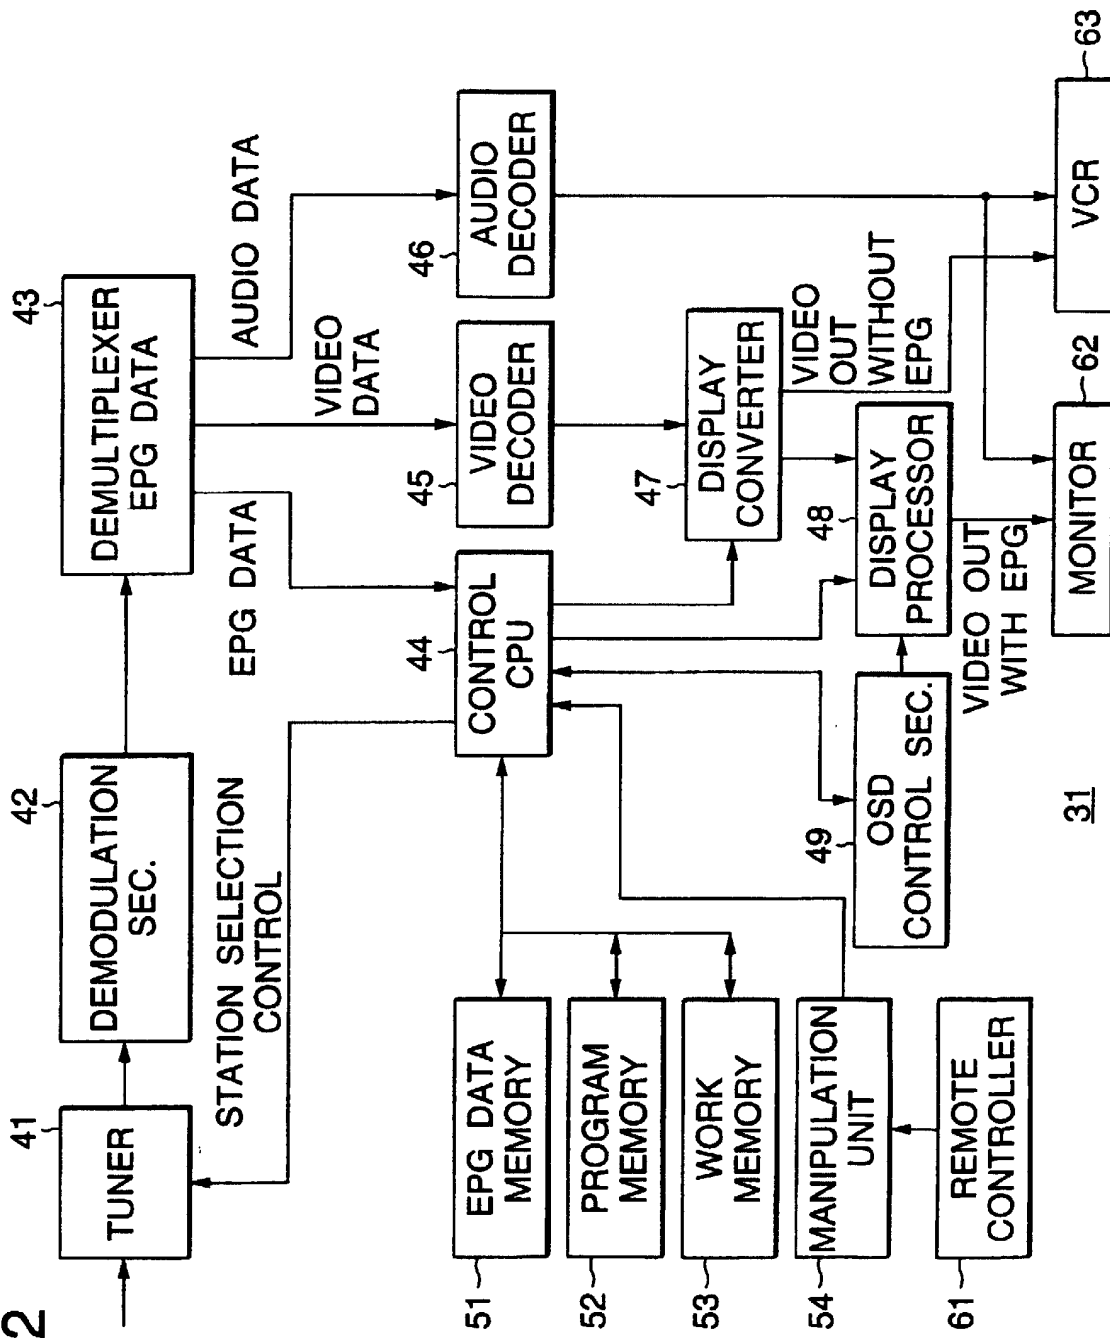 2
41
TUNER
42
DEMODULATION
SEC.
43
DEMULTIPLEXER
EPG DATA
STATION SELECTION
CONTROL
EPG DATA
VIDEO
DATA
AUDIO DATA
44
CONTROL
CPU
45
VIDEO
DECODER
46
AUDIO
DECODER
51
EPG DATA
MEMORY
52
PROGRAM
MEMORY
53
WORK
MEMORY
54
MANIPULATION
UNIT
61
REMOTE
CONTROLLER
47
DISPLAY
CONVERTER
VIDEO
OUT
WITHOUT
EPG
48
DISPLAY
PROCESSOR
49
OSD
CONTROL SEC.
VIDEO OUT
WITH EPG
62
MONITOR
63
VCR
31